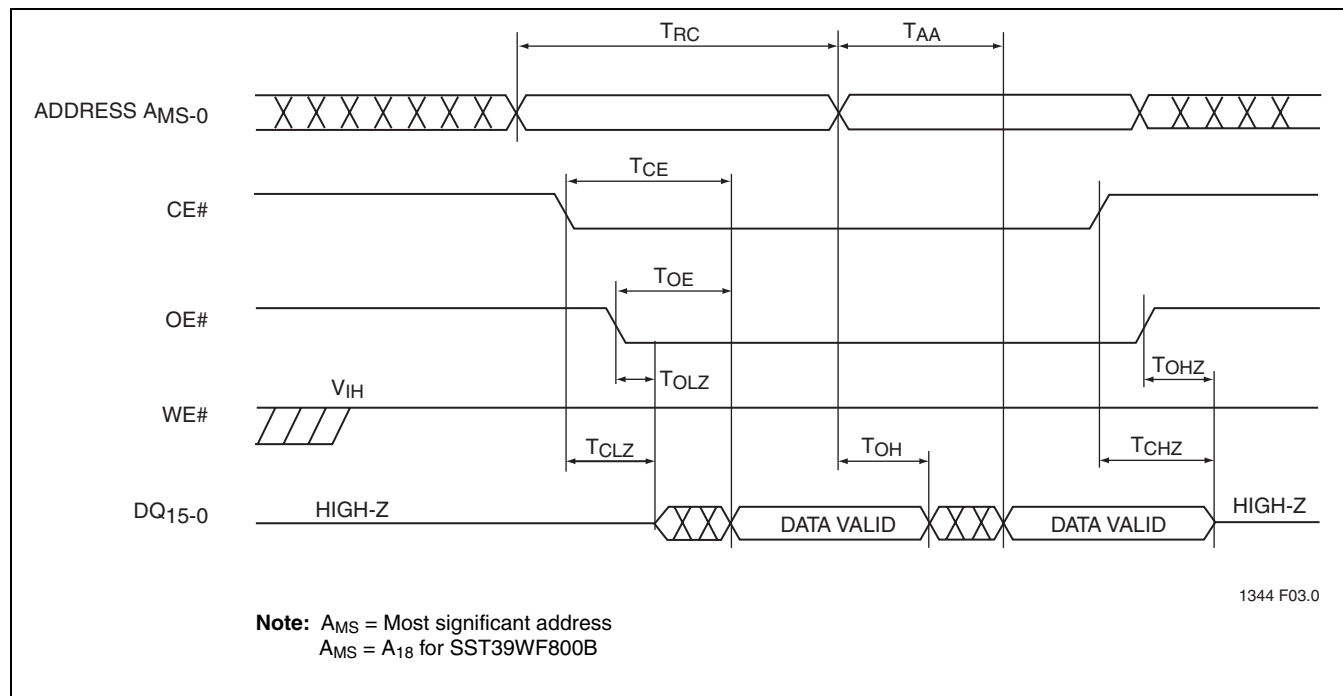 TRC TAA
ADDRESS AMS-0
TCE
CE#
TOE
OE#
TOLZ TOHZ
VIH
WE#
TCLZ TOH TCHZ
DQ15-0 HIGH-Z DATA VALID DATA VALID HIGH-Z
1344 F03.0
Note: AMS = Most significant address
AMS = A18 for SST39WF800B